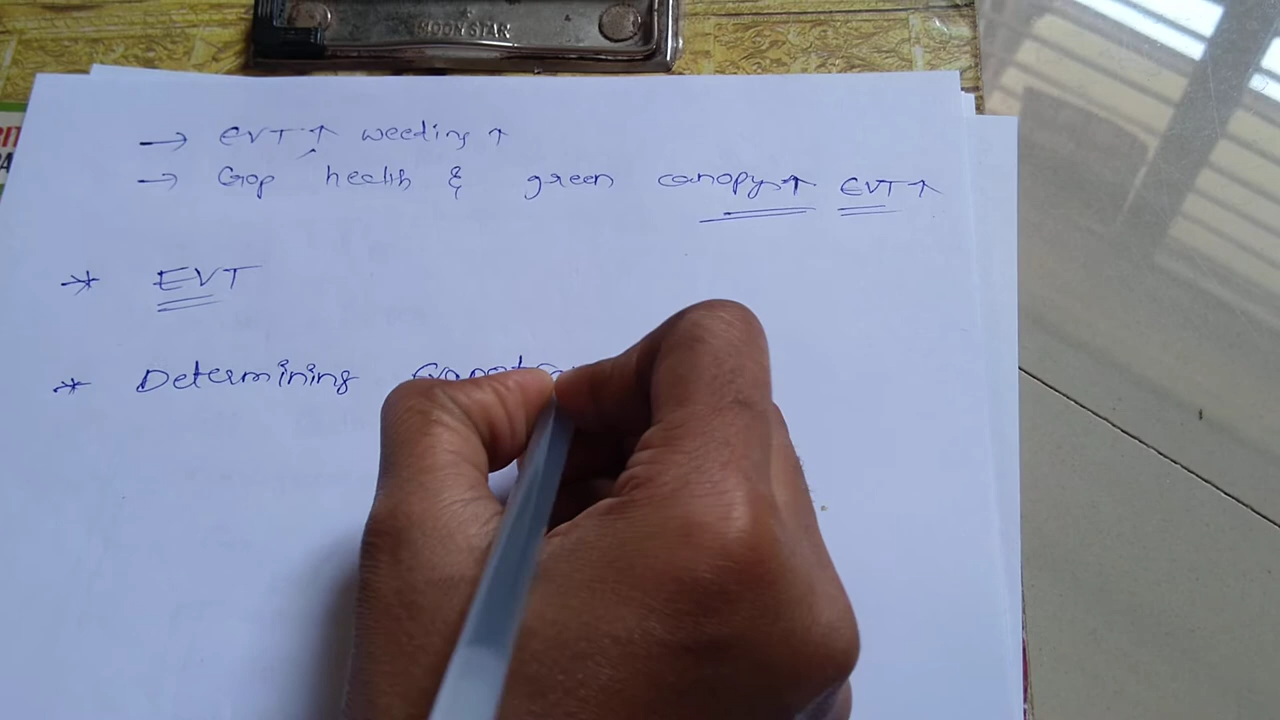 MOON STAR
→ EVT ↑ weeding ↑
→ Crop health & green canopy ↑ EVT ↑
* EVT
* Determining